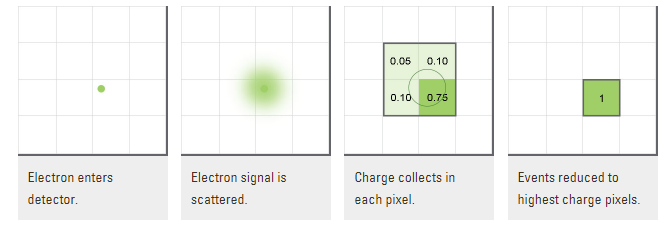 0.05 0.10
0.10 0.75
1
Electron enters
detector.
Electron signal is
scattered.
Charge collects in
each pixel.
Events reduced to
highest charge pixels.